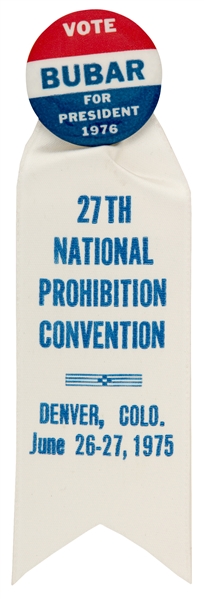 VOTE
BUBAR
FOR
PRESIDENT
1976
27TH
NATIONAL
PROHIBITION
CONVENTION
DENVER, COLO.
June 26-27, 1975